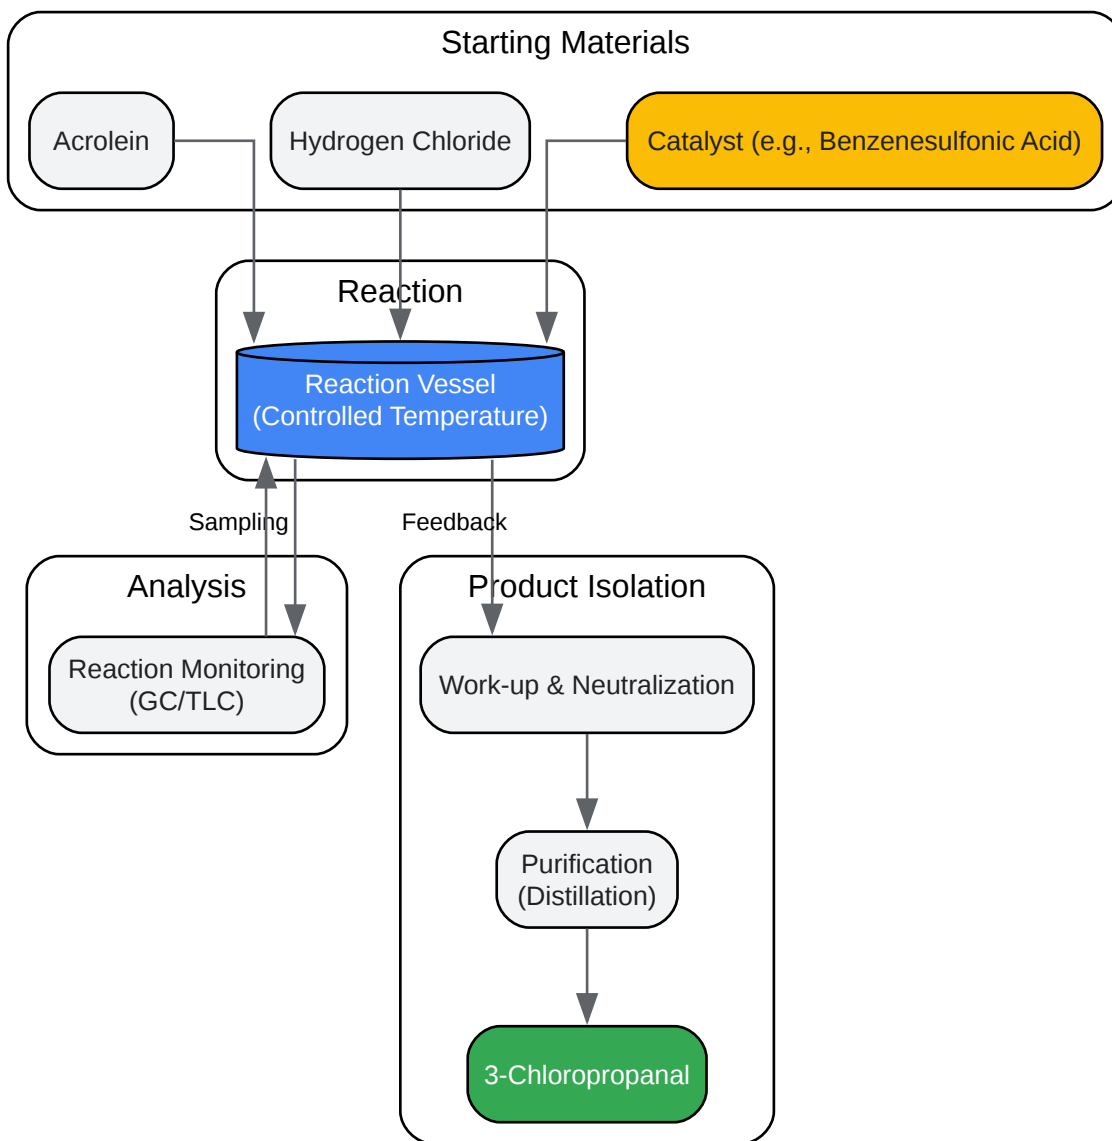 Starting Materials
Acrolein
Hydrogen Chloride
Catalyst (e.g., Benzenesulfonic Acid)
Reaction
Reaction Vessel
(Controlled Temperature)
Sampling
Feedback
Analysis
Reaction Monitoring
(GC/TLC)
Product Isolation
Work-up & Neutralization
Purification
(Distillation)
3-Chloropropanal